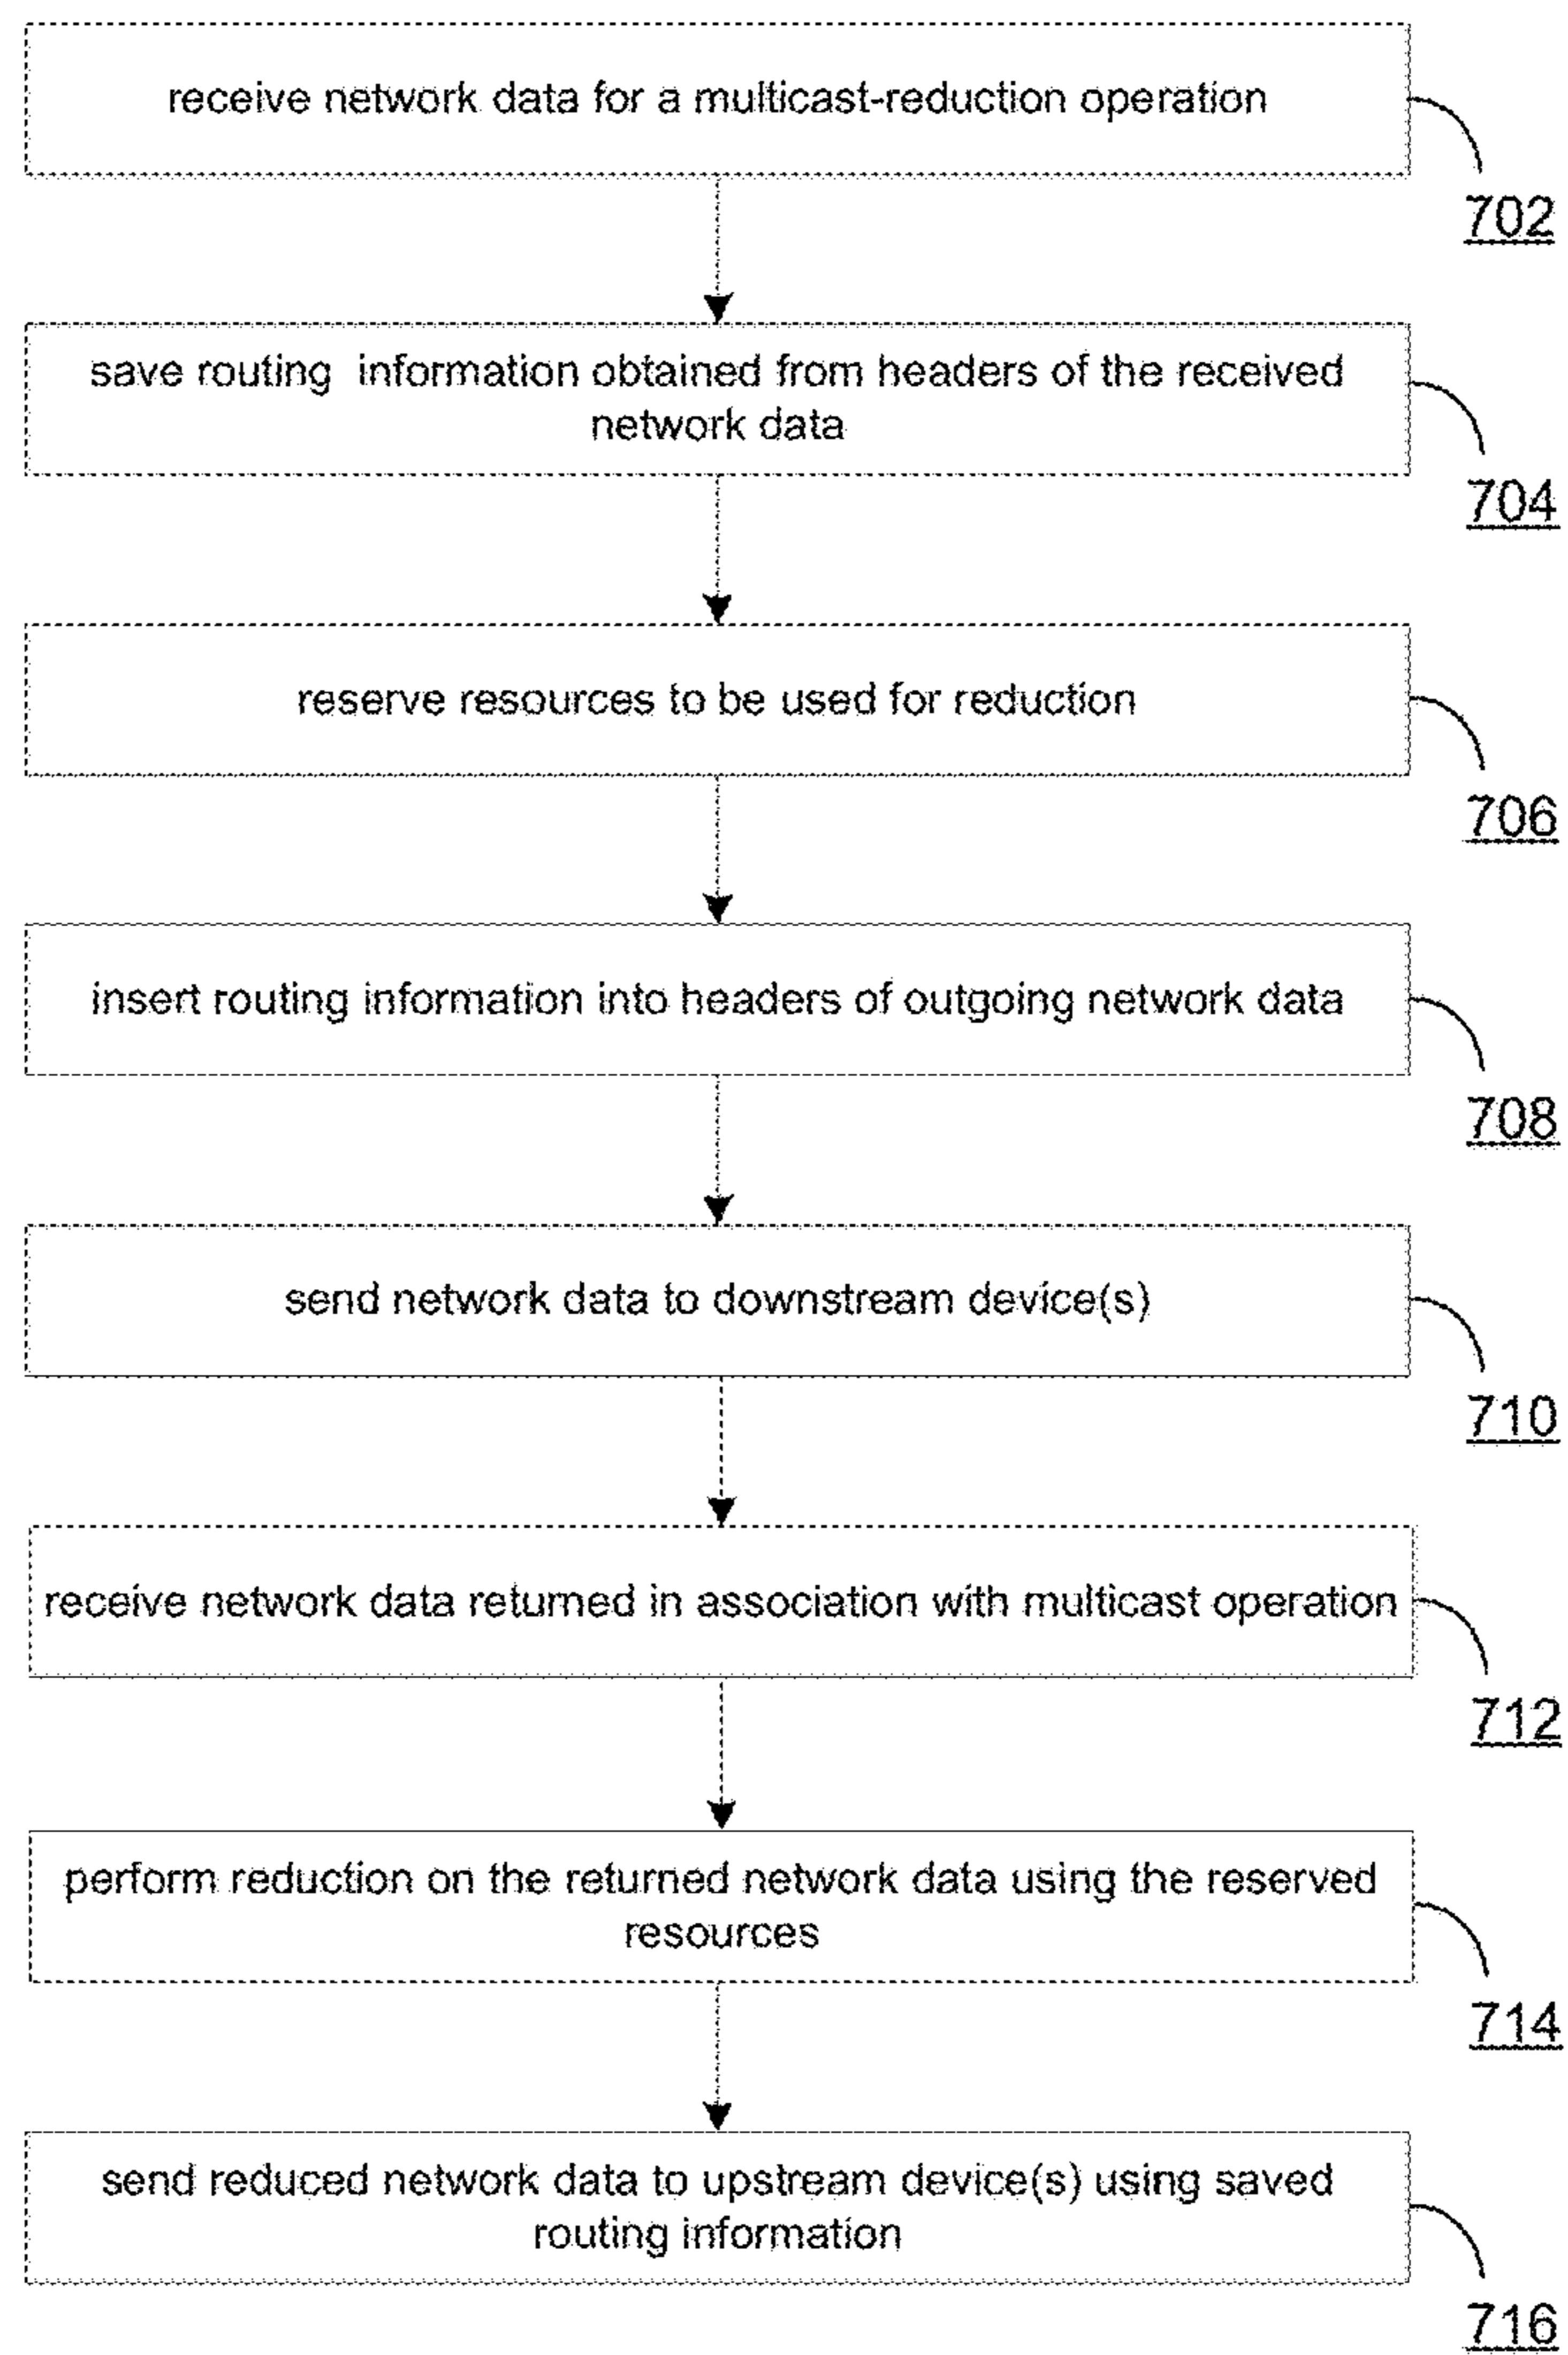 receive network data for a multicast-reduction operation
702
save routing information obtained from headers of the received
network data
704
reserve resources to be used for reduction
706
insert routing information into headers of outgoing network data
708
send network data to downstream device(s)
710
receive network data returned in association with multicast operation
712
perform reduction on the returned network data using the reserved
resources
714
send reduced network data to upstream device(s) using saved
routing information
716